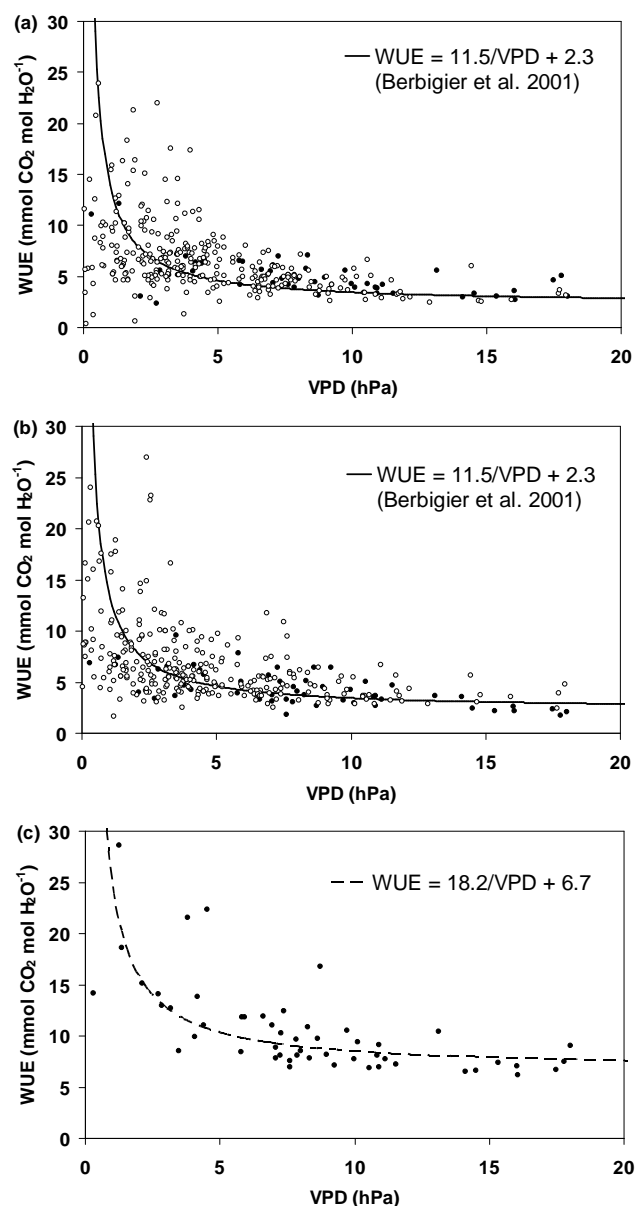 (a)
30
25
20
15
10
5
0
WUE (mmol CO₂ mol H₂O⁻¹)
WUE = 11.5/VPD + 2.3
(Berbigier et al. 2001)
0 5 10 15 20
VPD (hPa)
(b)
30
25
20
15
10
5
0
WUE (mmol CO₂ mol H₂O⁻¹)
WUE = 11.5/VPD + 2.3
(Berbigier et al. 2001)
0 5 10 15 20
VPD (hPa)
(c)
30
25
20
15
10
5
0
WUE (mmol CO₂ mol H₂O⁻¹)
WUE = 18.2/VPD + 6.7
0 5 10 15 20
VPD (hPa)